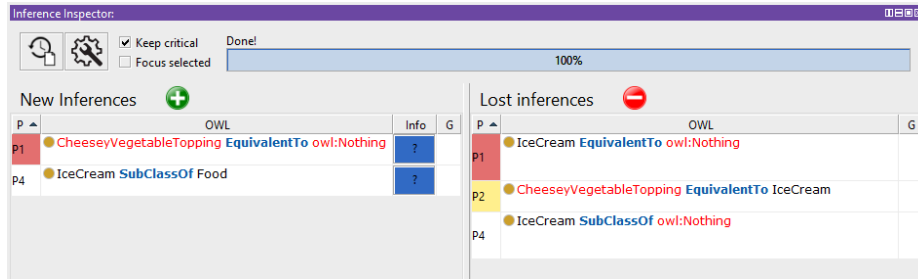 Inference Inspector:
Keep critical
Focus selected
Done!
100%
New Inferences
P OWL Info G
P1 CheeseyVegetableTopping EquivalentTo owl:Nothing ?
P4 IceCream SubClassOf Food ?
Lost inferences
P OWL G
P1 IceCream EquivalentTo owl:Nothing
P2 CheeseyVegetableTopping EquivalentTo IceCream
P4 IceCream SubClassOf owl:Nothing